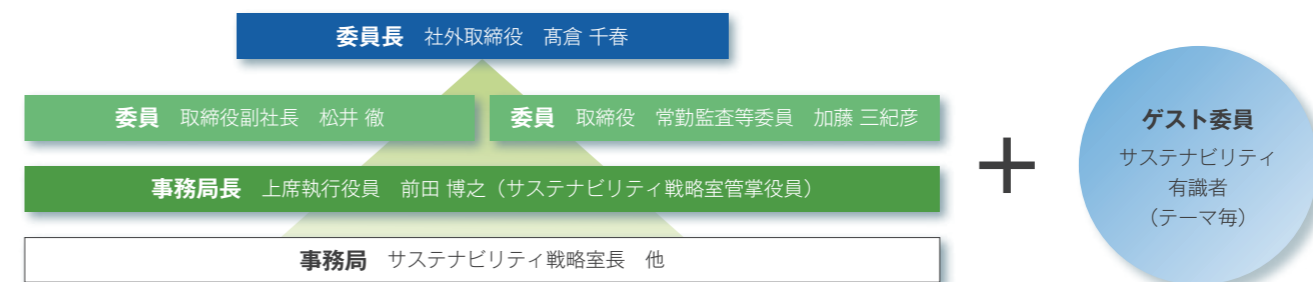 委員長 社外取締役 髙倉 千春
委員 取締役副社長 松井 徹
委員 取締役 常勤監査等委員 加藤 三紀彦
事務局長 上席執行役員 前田 博之（サステナビリティ戦略室管掌役員）
事務局 サステナビリティ戦略室長 他
＋
ゲスト委員
サステナビリティ
有識者
（テーマ毎）